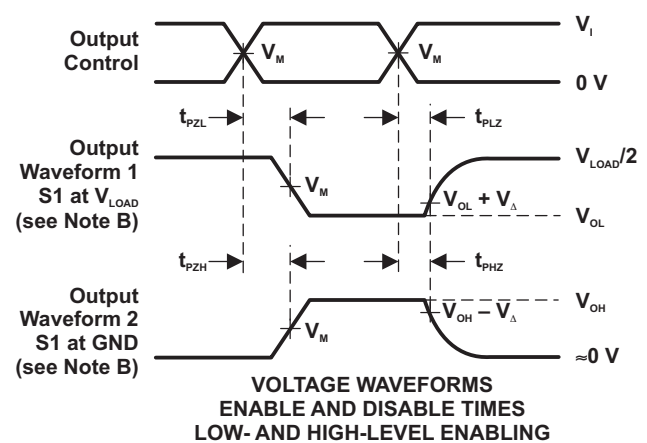 Output
Control
V_M
V_M
V_I
0 V
t_PZL
t_PLZ
Output
Waveform 1
S1 at V_LOAD
(see Note B)
V_M
V_LOAD/2
V_OL + V_Δ
V_OL
t_PZH
t_PHZ
Output
Waveform 2
S1 at GND
(see Note B)
V_M
V_OH
V_OH – V_Δ
≈0 V
VOLTAGE WAVEFORMS
ENABLE AND DISABLE TIMES
LOW- AND HIGH-LEVEL ENABLING